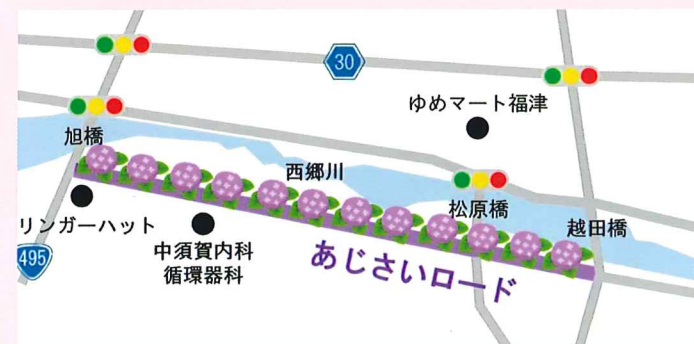 30
ゆめマート福津
旭橋
西郷川
松原橋
越田橋
リンガーハット
中須賀内科
循環器科
あじさいロード
495